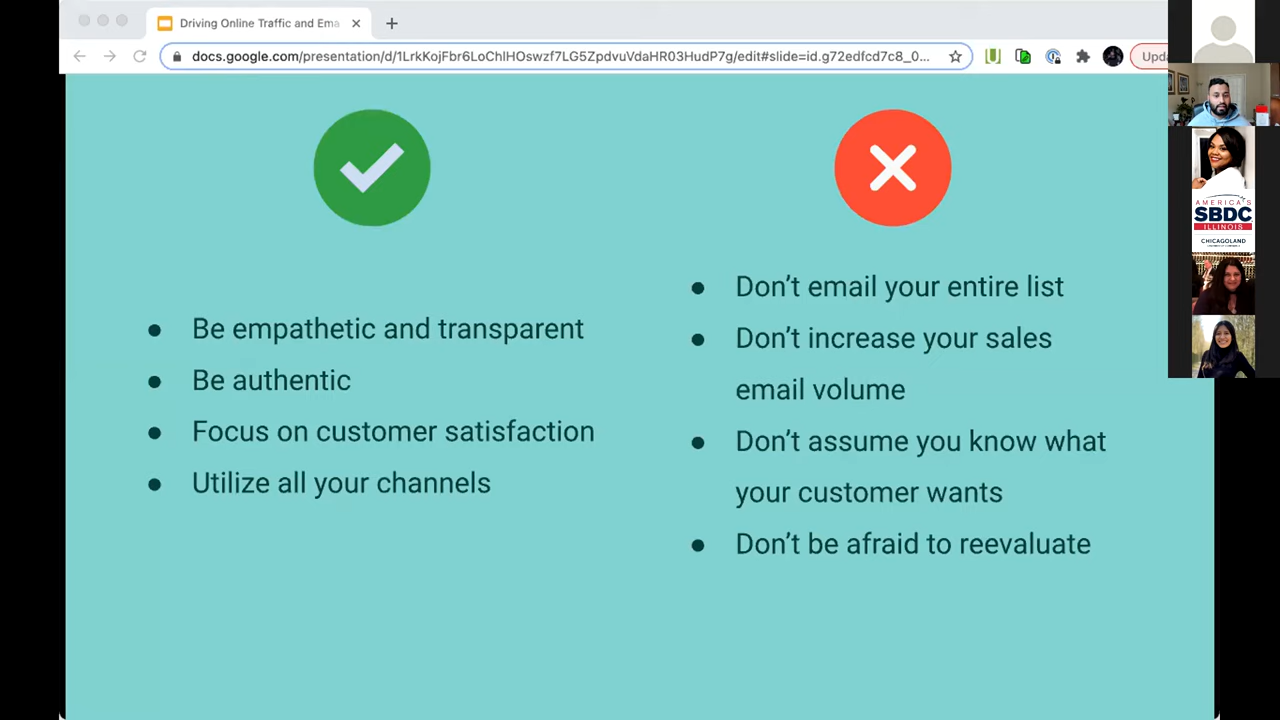 Driving Online Traffic and Ema
docs.google.com/presentation/d/1LrkKojFbr6LoChlHOswzf7LG5ZpdvuVdaHR03HudP7g/edit#slide=id.g72edfcd7c8_0...
Upda
Be empathetic and transparent
Be authentic
Focus on customer satisfaction
Utilize all your channels
Don't email your entire list
Don't increase your sales
email volume
Don't assume you know what
your customer wants
Don't be afraid to reevaluate
AMERICA'S
SBDC
ILLINOIS
CHICAGOLAND